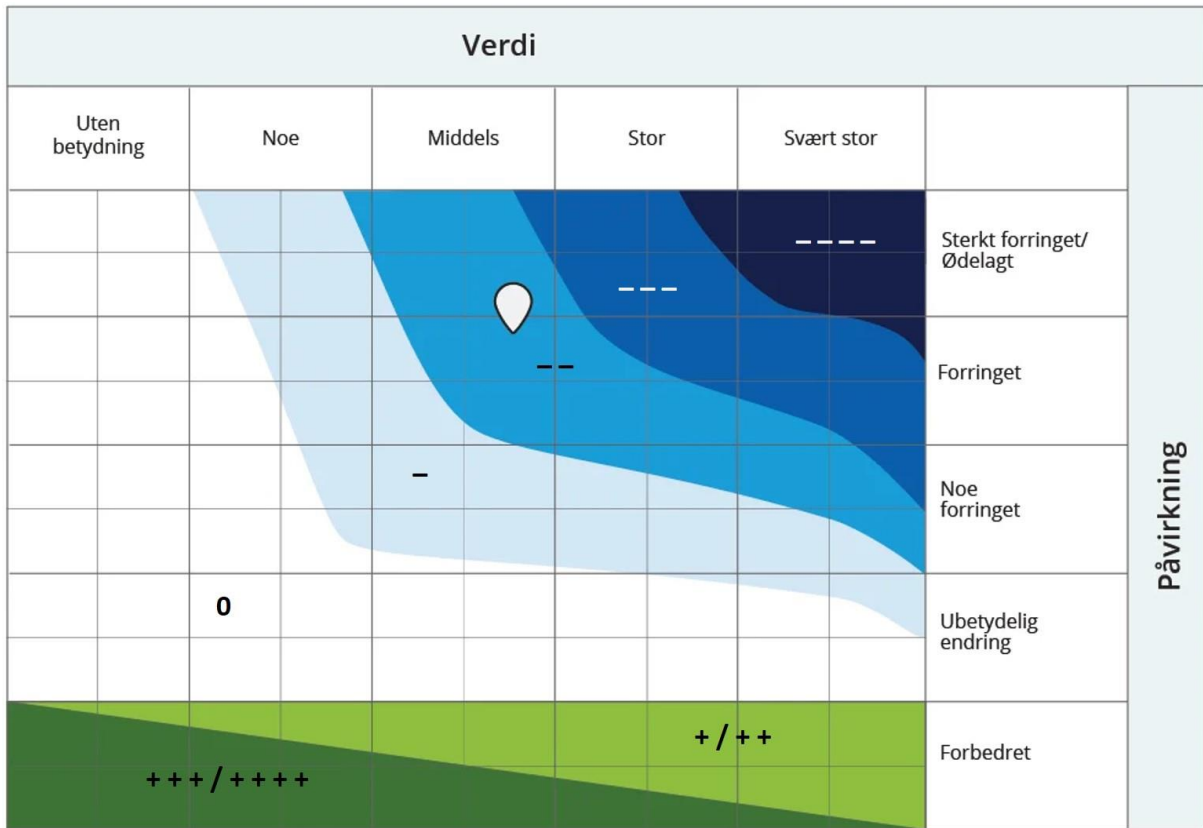 Verdi
Uten
betydning
Noe
Middels
Stor
Svært stor
– – – –
Sterkt forringet/
Ødelagt
– – –
– –
Forringet
–
Noe
forringet
0
Ubetydelig
endring
+ / + +
Forbedret
+ + + / + + + +
Påvirkning